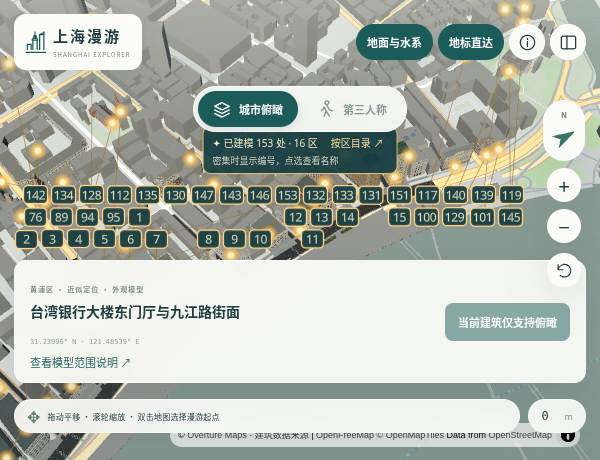 上海漫游
SHANGHAI EXPLORER
地面与水系
地标直达
城市俯瞰
第三人称
✦ 已建模 153 处 · 16 区 按区目录 ↗
密集时显示编号，点选查看名称
N
142 134 128 112 135 130 147 143 146 153 132 133 131 151 117 140 139 119
76 89 94 95 1 12 13 14 15 100 129 101 145
2 3 4 5 6 7 8 9 10 11
黄浦区 · 近似定位 · 外观模型
台湾银行大楼东门厅与九江路街面
当前建筑仅支持俯瞰
31.23996° N · 121.48539° E
查看模型范围说明 ↗
拖动平移 · 滚轮缩放 · 双击地图选择漫游起点
0 m
© Overture Maps · 建筑数据来源 | OpenFreeMap © OpenMapTiles Data from OpenStreetMap